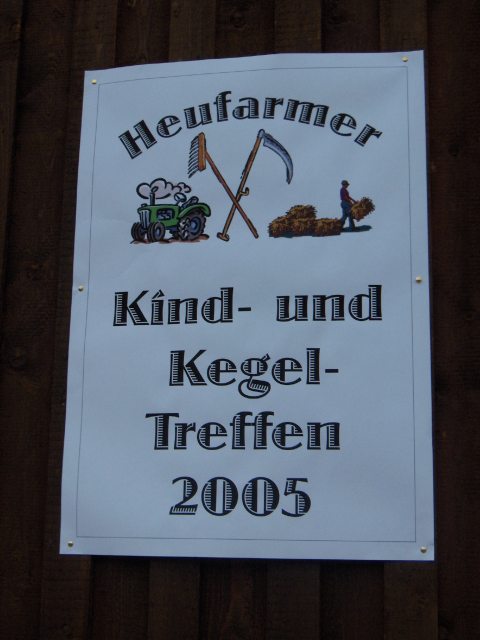 Heufarmer
Kind- und
Kegel-
Treffen
2005